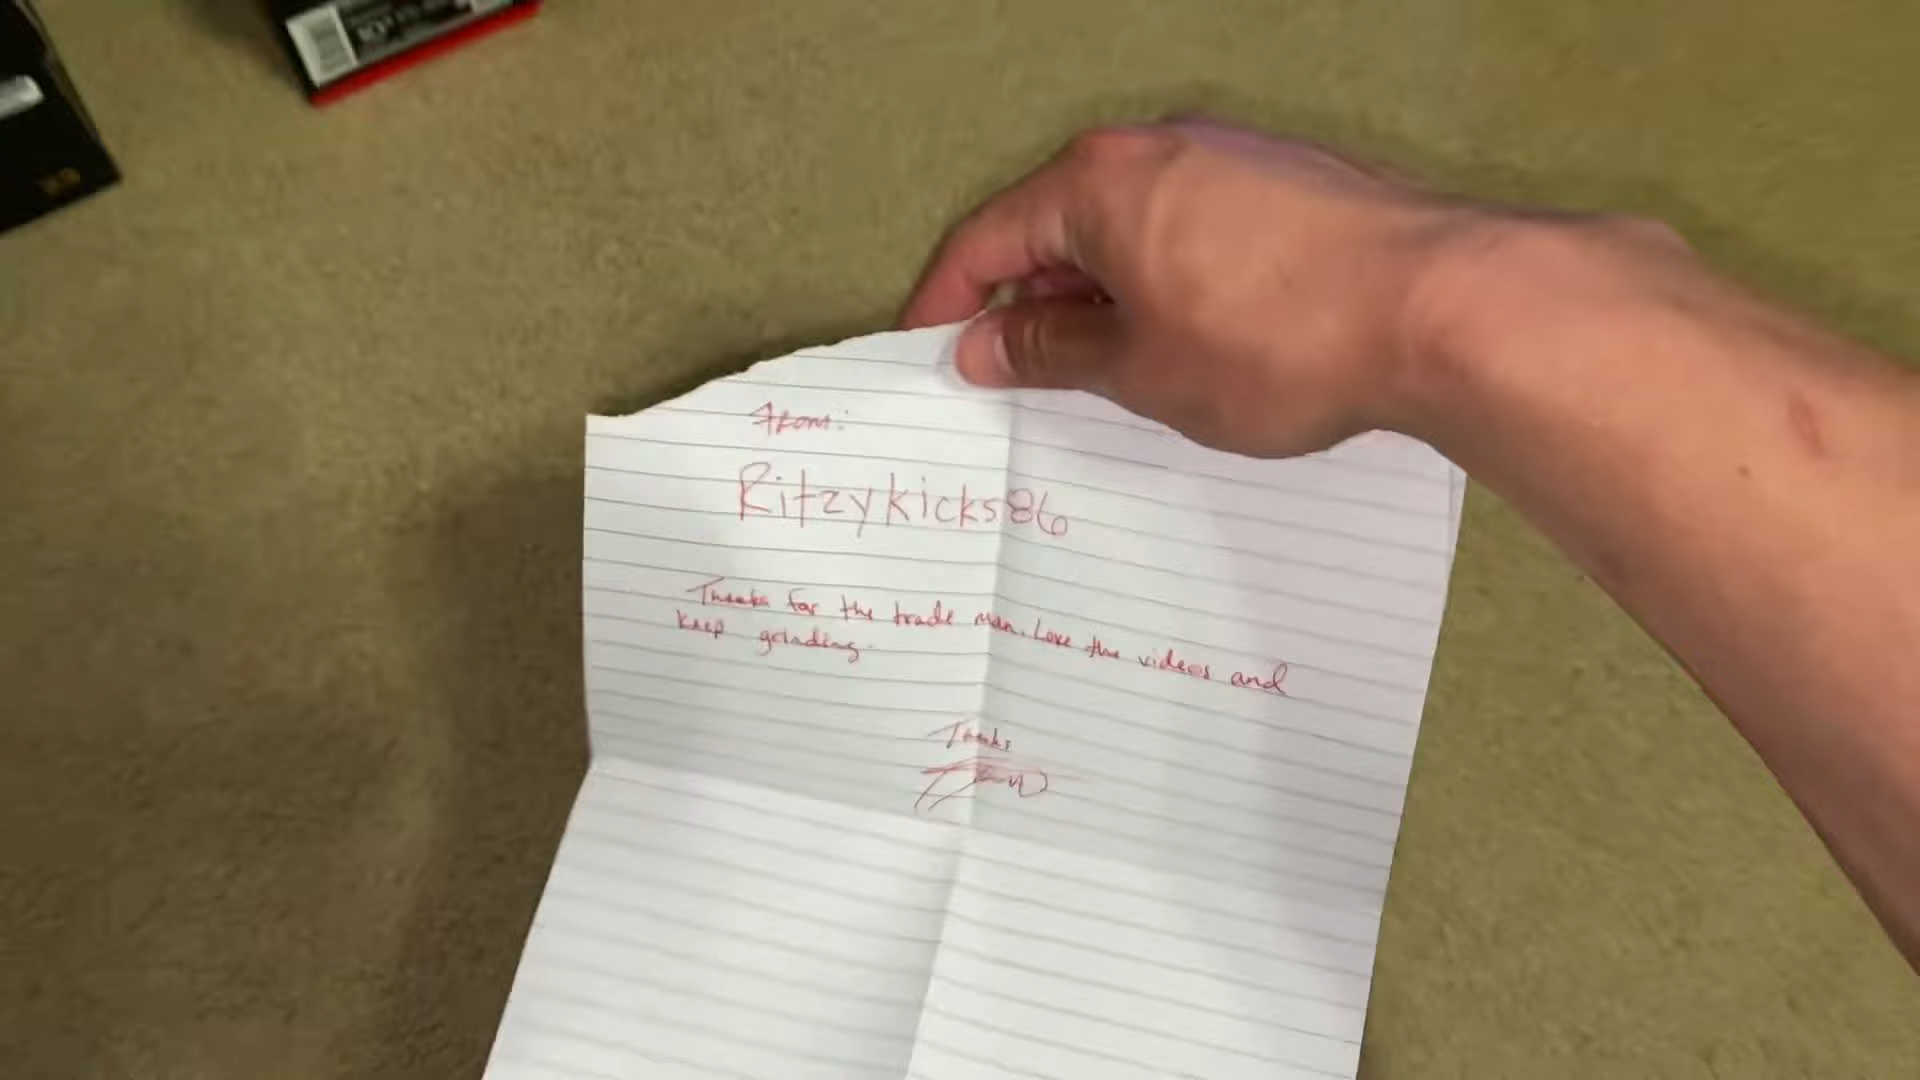 From:
Ritzykicks86
Thanks for the trade man. Love the videos and
keep grinding.
Thanks